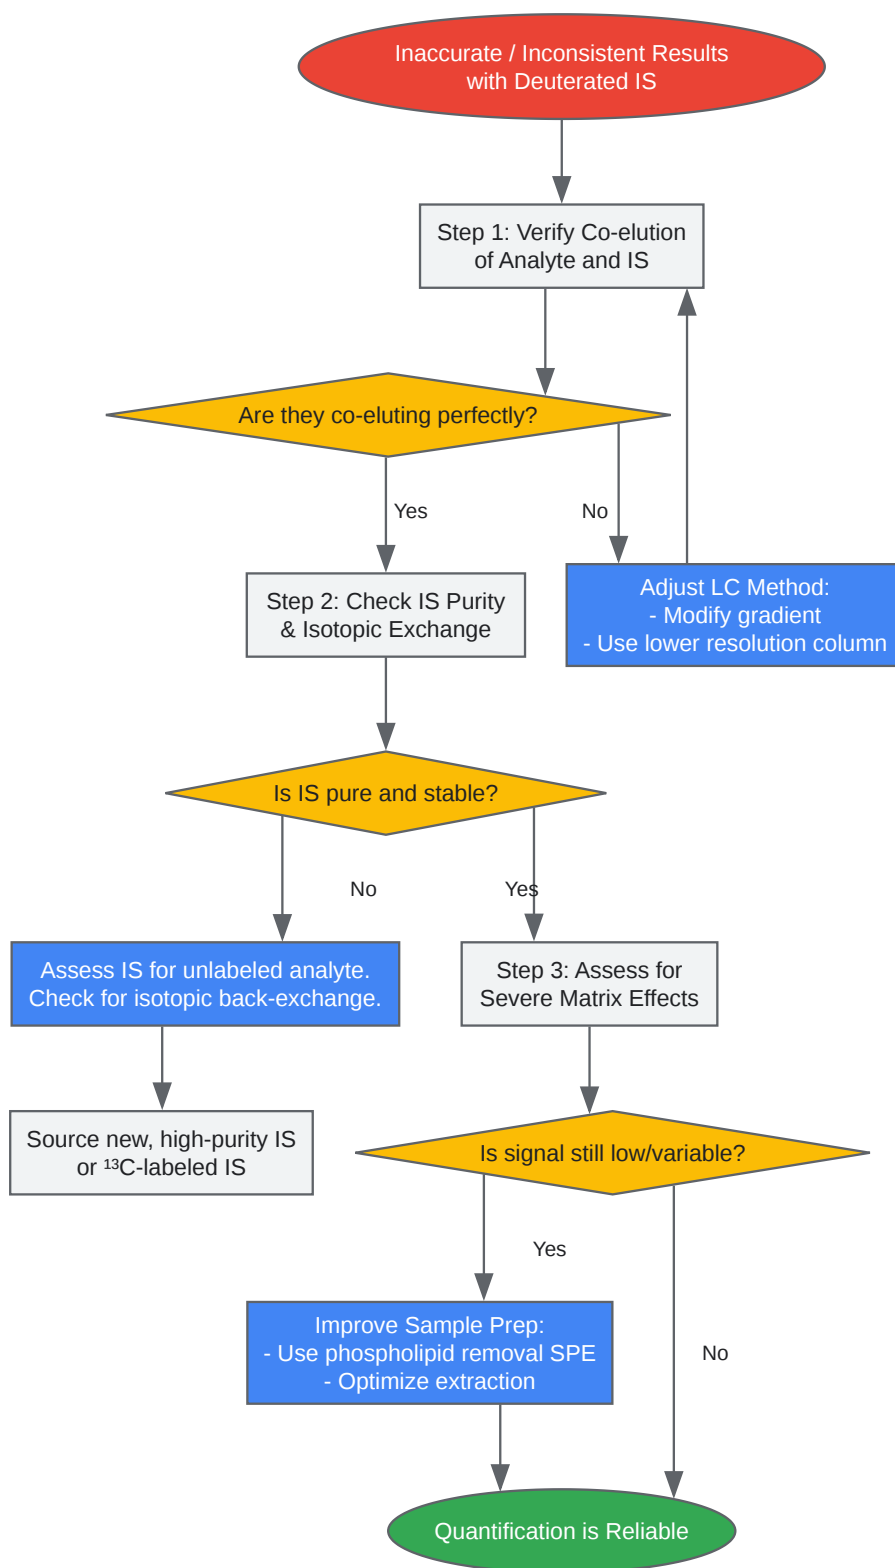 Inaccurate / Inconsistent Results
with Deuterated IS
Step 1: Verify Co-elution
of Analyte and IS
Are they co-eluting perfectly?
Yes
No
Step 2: Check IS Purity
& Isotopic Exchange
Adjust LC Method:
- Modify gradient
- Use lower resolution column
Is IS pure and stable?
No
Yes
Assess IS for unlabeled analyte.
Check for isotopic back-exchange.
Step 3: Assess for
Severe Matrix Effects
Source new, high-purity IS
or ¹³C-labeled IS
Is signal still low/variable?
Yes
Improve Sample Prep:
- Use phospholipid removal SPE
- Optimize extraction
No
Quantification is Reliable